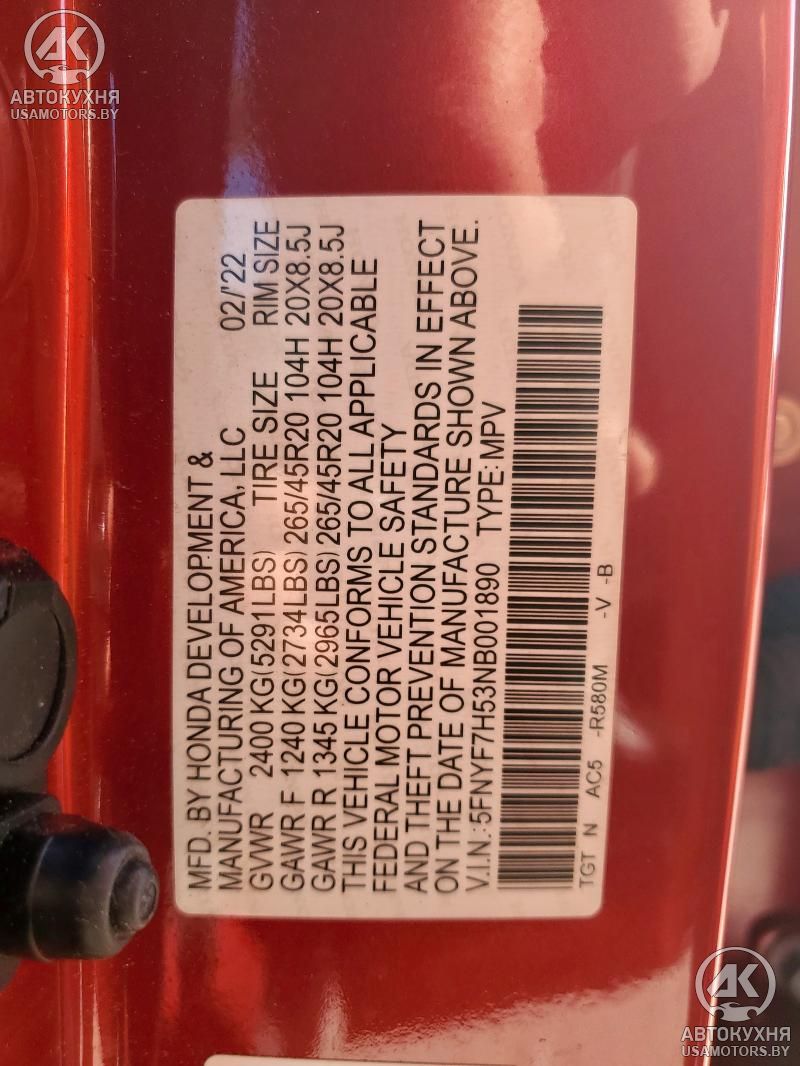 AK
АВТОКУХНЯ
USAMOTORS.BY
MFD. BY HONDA DEVELOPMENT &
MANUFACTURING OF AMERICA, LLC 02/'22
GVWR 2400 KG(5291LBS) TIRE SIZE RIM SIZE
GAWR F 1240 KG(2734LBS)265/45R20 104H 20X8.5J
GAWR R 1345 KG(2965LBS)265/45R20 104H 20X8.5J
THIS VEHICLE CONFORMS TO ALL APPLICABLE
FEDERAL MOTOR VEHICLE SAFETY
AND THEFT PREVENTION STANDARDS IN EFFECT
ON THE DATE OF MANUFACTURE SHOWN ABOVE.
V.I.N.:5FNYF7H53NB001890 TYPE:MPV
TGT N AC5 -R580M -V -B
AK
АВТОКУХНЯ
USAMOTORS.BY